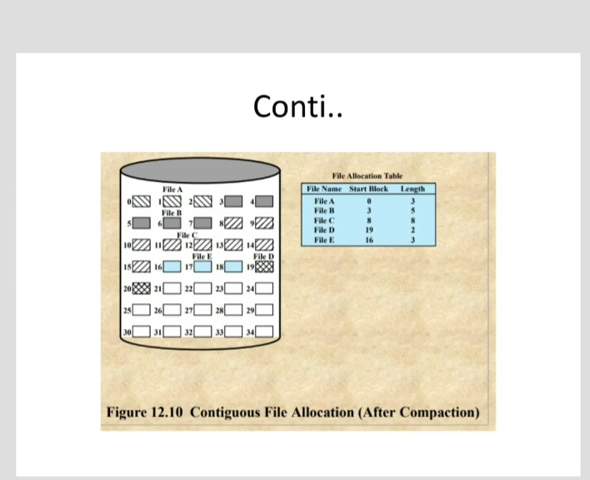 Conti..
File A
0 1 2 3 4
File B
5 6 7 8 9
File C
10 11 12 13 14
File E File D
15 16 17 18 19
20 21 22 23 24
25 26 27 28 29
30 31 32 33 34
File Allocation Table
File Name Start Block Length
File A 0 3
File B 3 5
File C 8 8
File D 19 2
File E 16 3
Figure 12.10 Contiguous File Allocation (After Compaction)